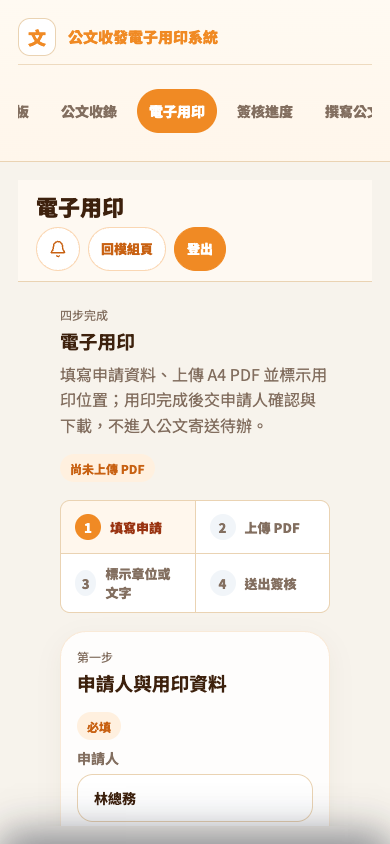 文 公文收發電子用印系統
版 公文收錄 電子用印 簽核進度 撰寫公文
電子用印
回模組頁 登出
四步完成
電子用印
填寫申請資料、上傳 A4 PDF 並標示用
印位置；用印完成後交申請人確認與
下載，不進入公文寄送待辦。
尚未上傳 PDF
1 填寫申請 2 上傳 PDF
3 標示章位或
文字
4 送出簽核
第一步
申請人與用印資料
必填
申請人
林總務